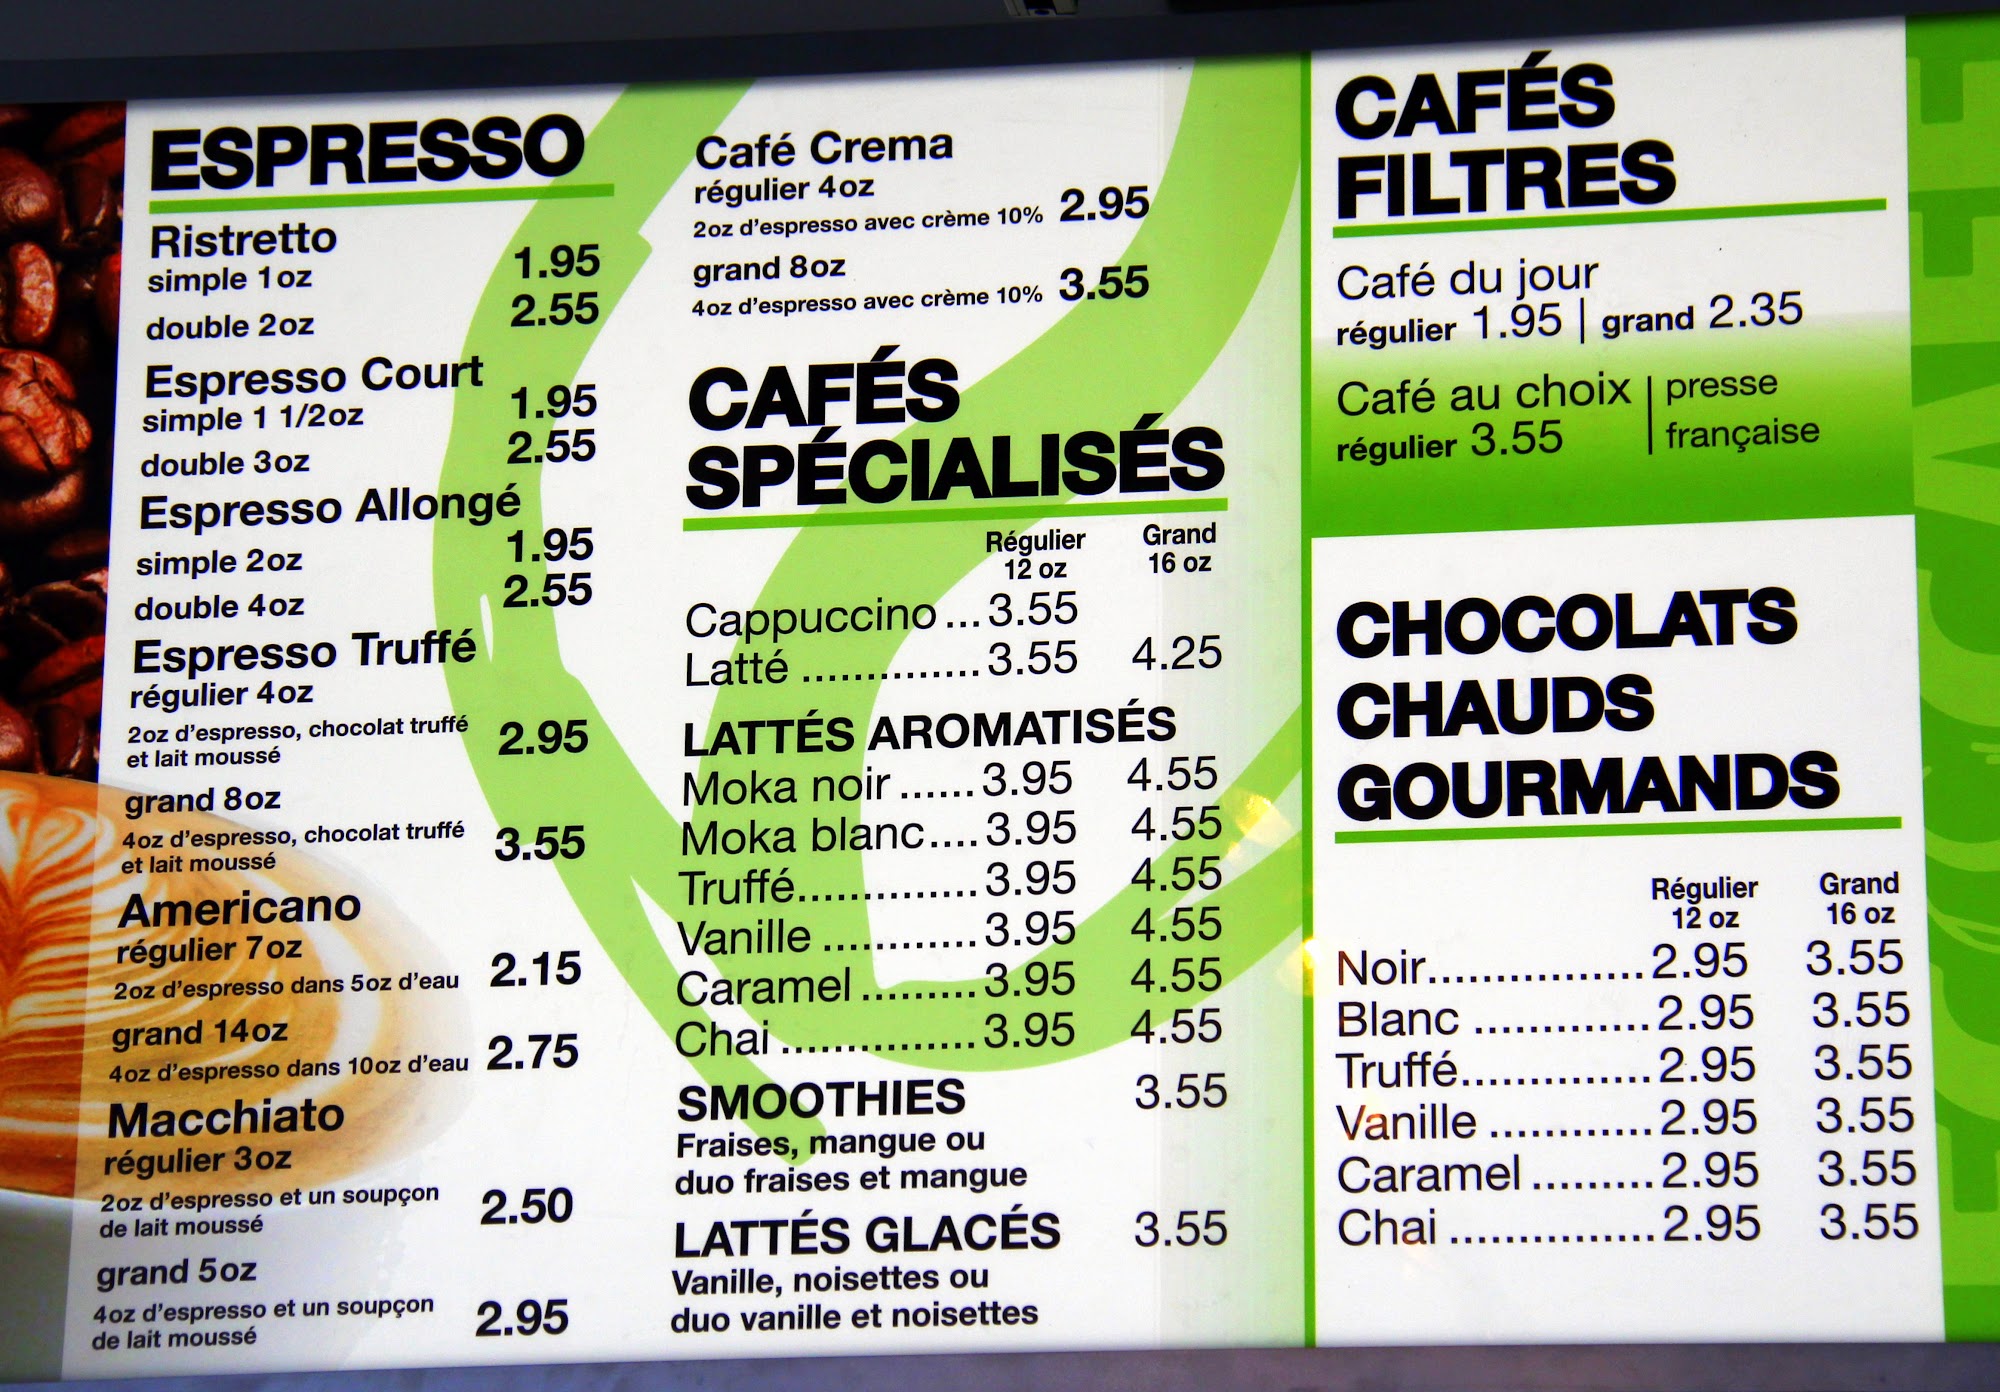 ESPRESSO
Ristretto
simple 1oz 1.95
double 2oz 2.55
Espresso Court
simple 1 1/2oz 1.95
double 3oz 2.55
Espresso Allongé
simple 2oz 1.95
double 4oz 2.55
Espresso Truffé
régulier 4oz
2oz d'espresso, chocolat truffé
et lait moussé 2.95
grand 8oz
4oz d'espresso, chocolat truffé
et lait moussé 3.55
Americano
régulier 7oz
2oz d'espresso dans 5oz d'eau 2.15
grand 14oz
4oz d'espresso dans 10oz d'eau 2.75
Macchiato
régulier 3oz
2oz d'espresso et un soupçon
de lait moussé 2.50
grand 5oz
4oz d'espresso et un soupçon
de lait moussé 2.95
Café Crema
régulier 4oz
2oz d'espresso avec crème 10% 2.95
grand 8oz
4oz d'espresso avec crème 10% 3.55
CAFÉS
SPÉCIALISÉS
Régulier Grand
12 oz 16 oz
Cappuccino ... 3.55
Latté .............. 3.55 4.25
LATTÉS AROMATISÉS
Moka noir ...... 3.95 4.55
Moka blanc.... 3.95 4.55
Truffé.............. 3.95 4.55
Vanille ............ 3.95 4.55
Caramel ......... 3.95 4.55
Chai ............... 3.95 4.55
SMOOTHIES 3.55
Fraises, mangue ou
duo fraises et mangue
LATTÉS GLACÉS 3.55
Vanille, noisettes ou
duo vanille et noisettes
CAFÉS
FILTRES
Café du jour
régulier 1.95 | grand 2.35
Café au choix | presse
régulier 3.55 | française
CHOCOLATS
CHAUDS
GOURMANDS
Régulier Grand
12 oz 16 oz
Noir................. 2.95 3.55
Blanc .............. 2.95 3.55
Truffé............... 2.95 3.55
Vanille ............. 2.95 3.55
Caramel .......... 2.95 3.55
Chai ................ 2.95 3.55